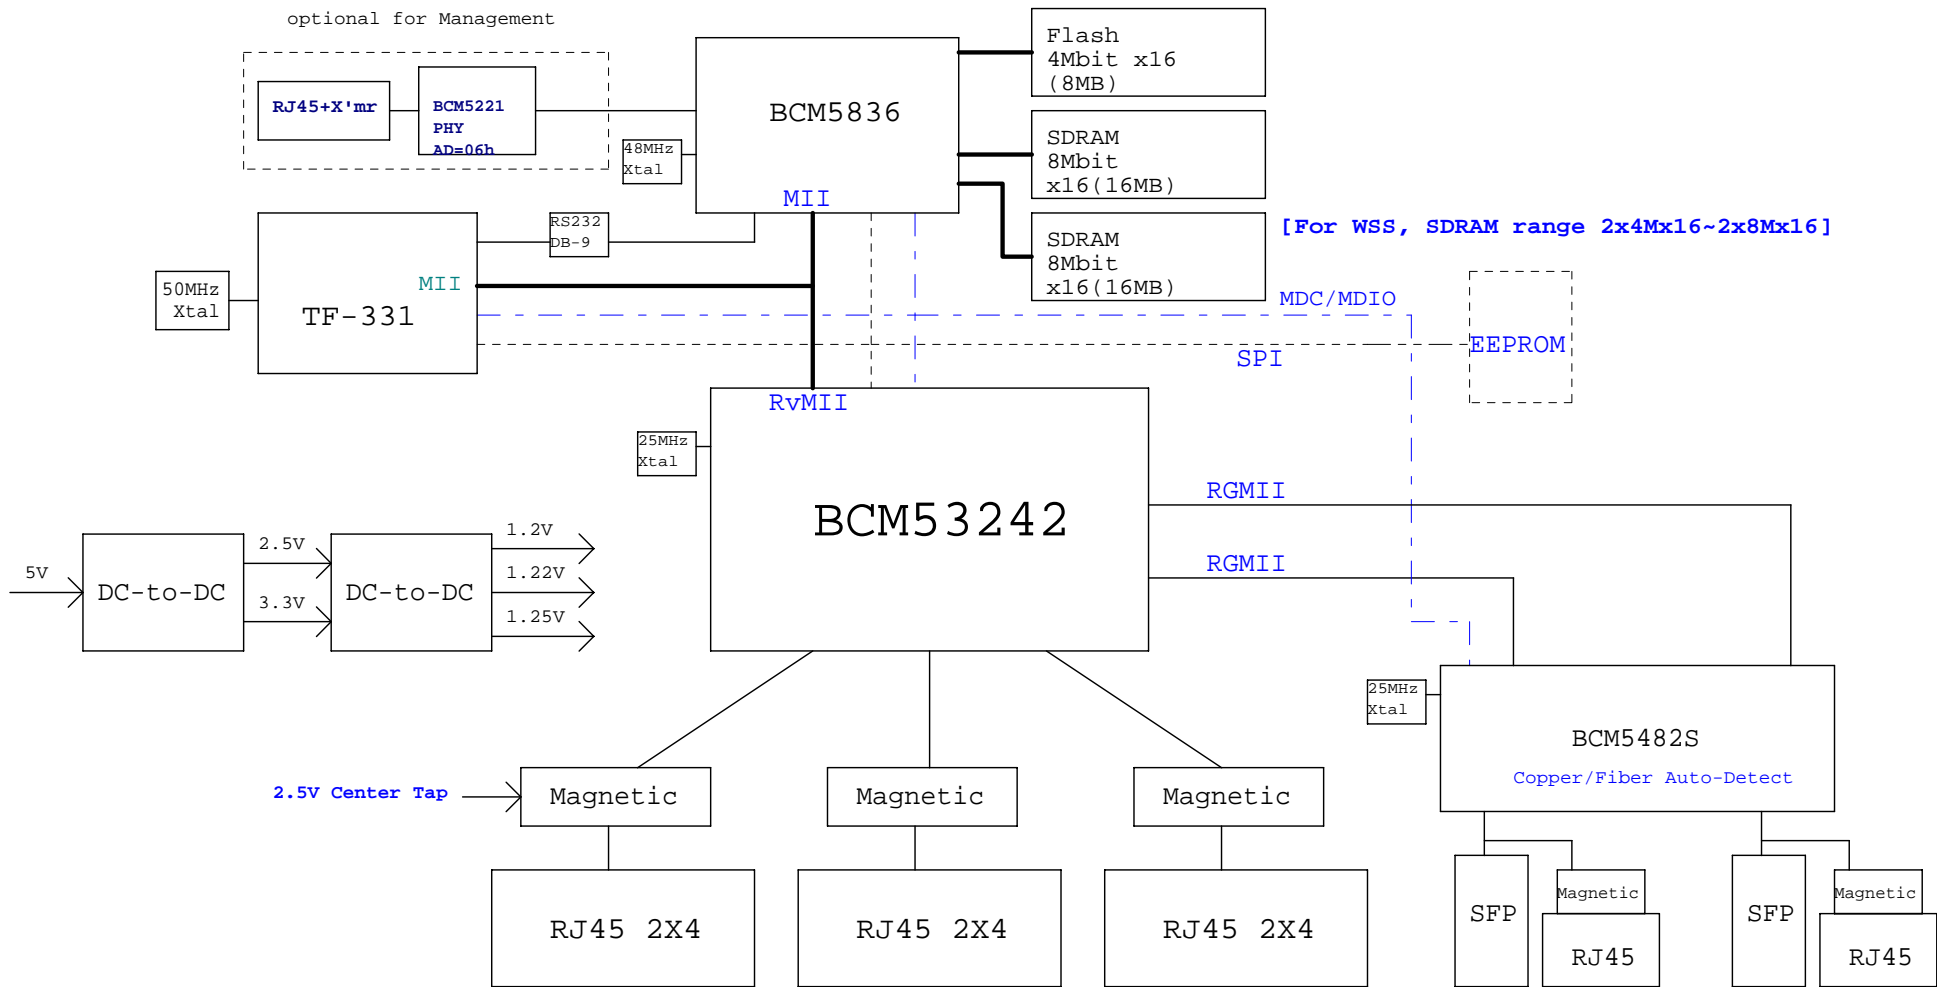 optional for Management
RJ45+X'mr
BCM5221
PHY
AD=06h
BCM5836
48MHz
Xtal
MII
Flash
4Mbit x16
(8MB)
SDRAM
8Mbit
x16(16MB)
SDRAM
8Mbit
x16(16MB)
[For WSS, SDRAM range 2x4Mx16~2x8Mx16]
RS232
DB-9
50MHz
Xtal
MII
TF-331
MDC/MDIO
SPI
EEPROM
RvMII
25MHz
Xtal
BCM53242
RGMII
RGMII
5V
DC-to-DC
2.5V
3.3V
DC-to-DC
1.2V
1.22V
1.25V
25MHz
Xtal
BCM5482S
Copper/Fiber Auto-Detect
2.5V Center Tap
Magnetic
Magnetic
Magnetic
RJ45 2X4
RJ45 2X4
RJ45 2X4
SFP
Magnetic
RJ45
SFP
Magnetic
RJ45